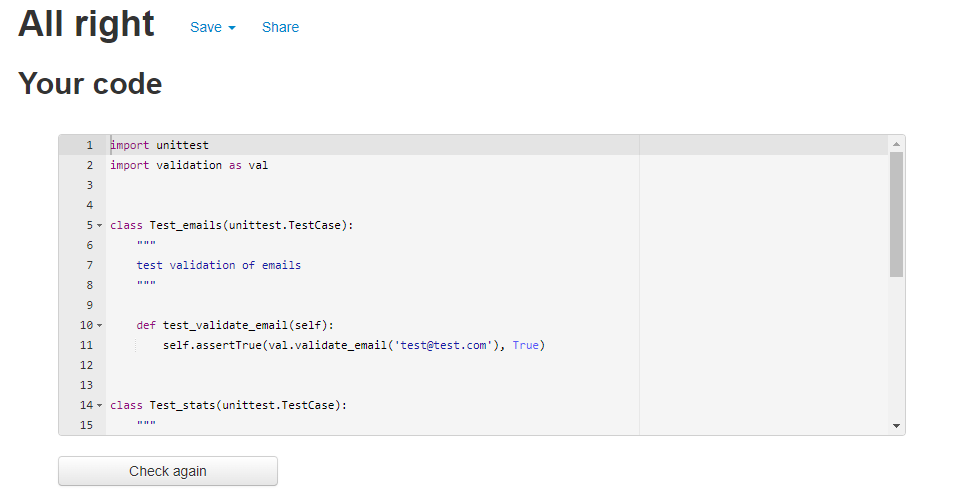 All right Save Share
Your code
1 import unittest
2 import validation as val
3
4
5 class Test_emails(unittest.TestCase):
6 """
7 test validation of emails
8 """
9
10 def test_validate_email(self):
11 self.assertTrue(val.validate_email('test@test.com'), True)
12
13
14 class Test_stats(unittest.TestCase):
15 """
Check again